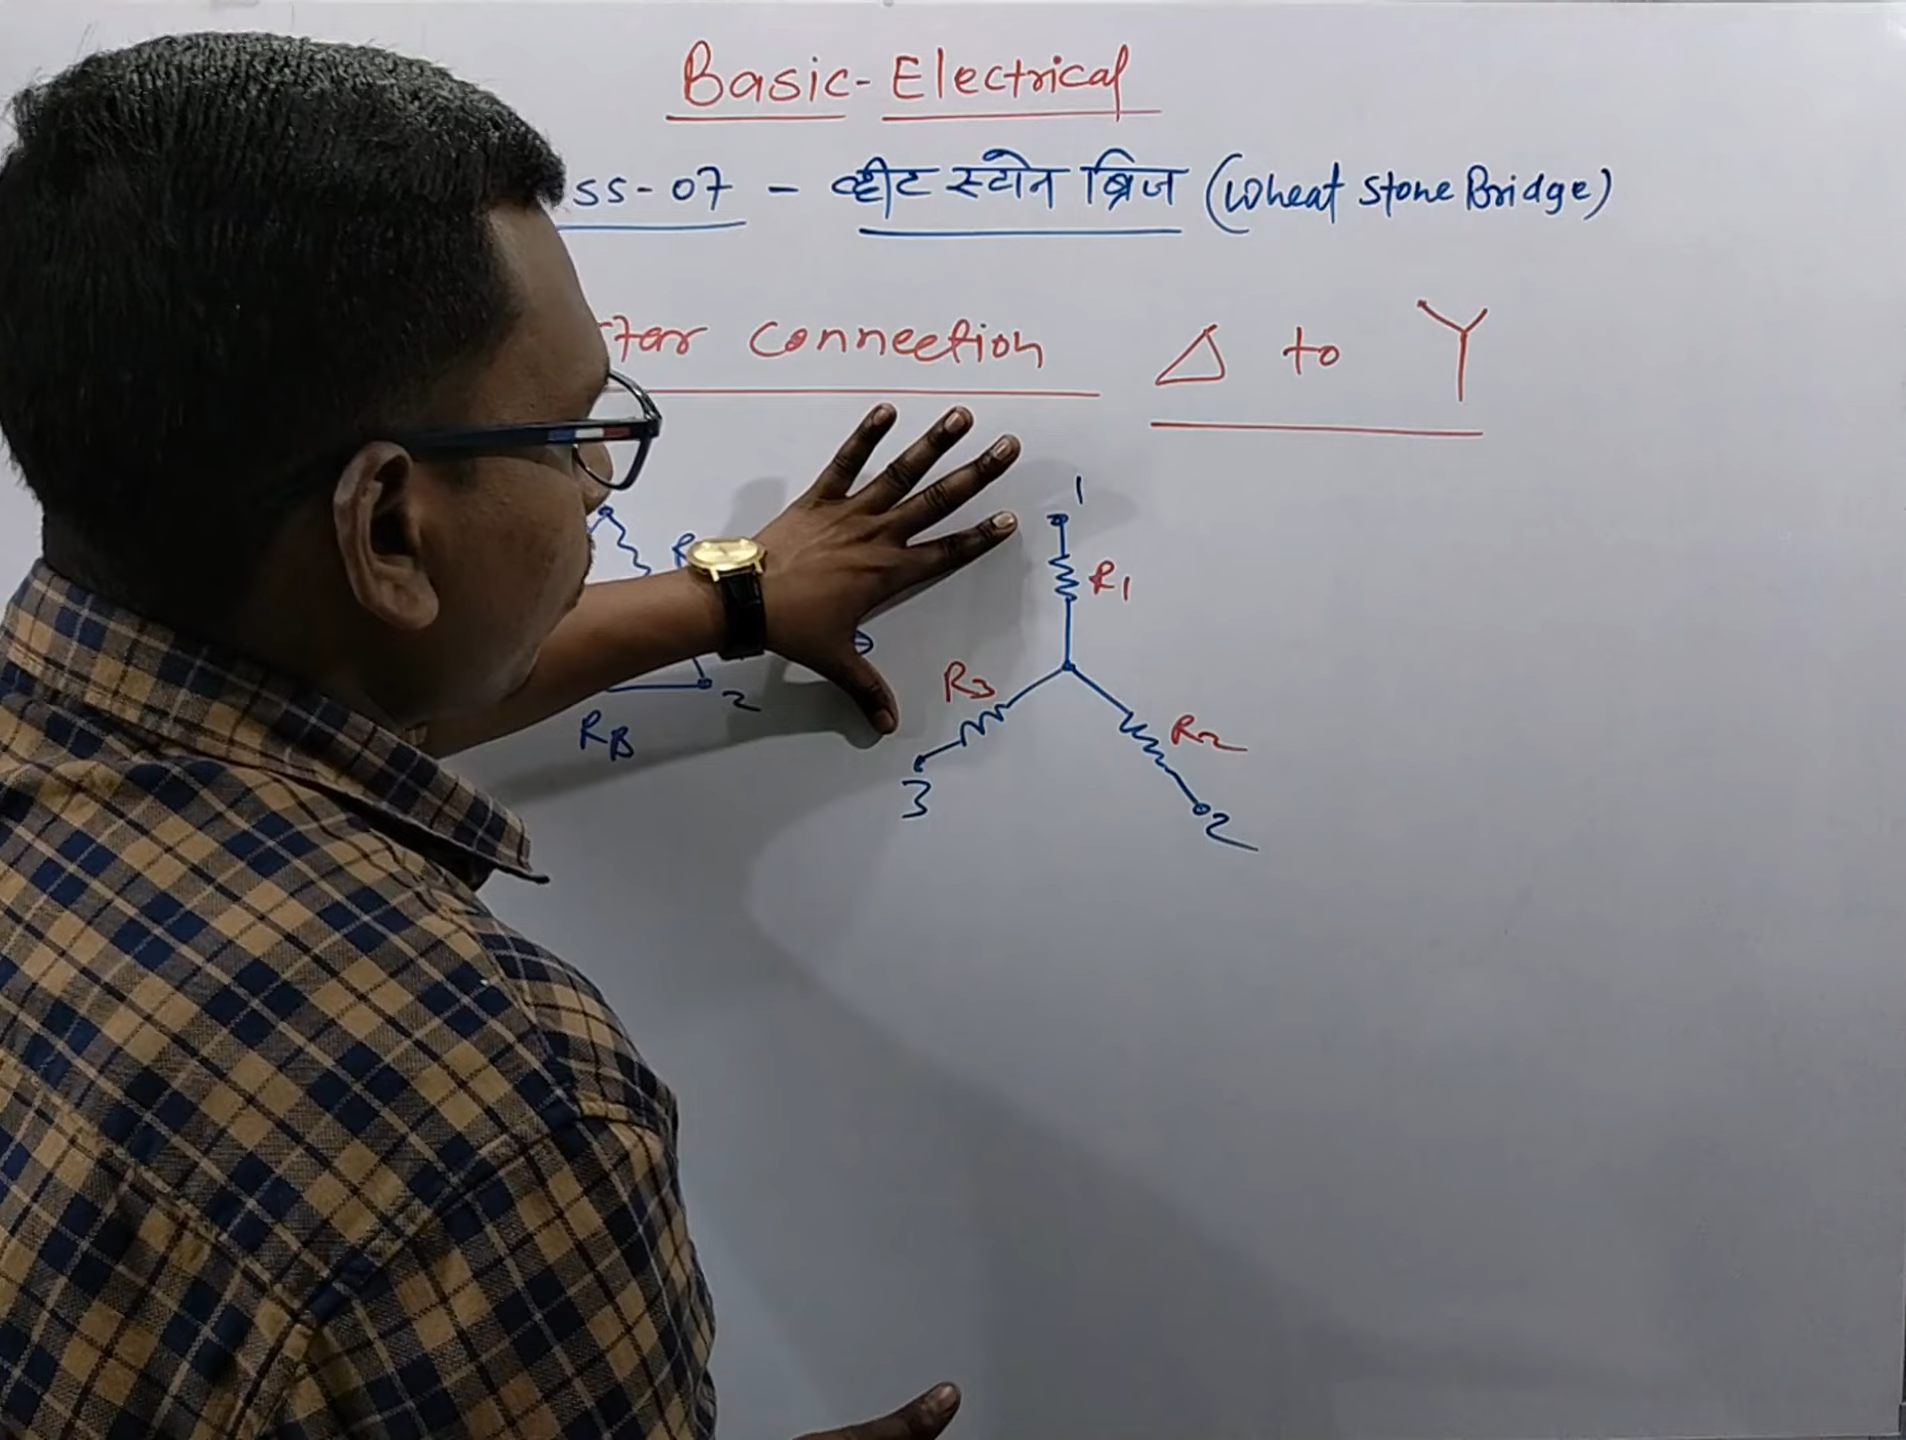 Basic-Electrical
ss-07 - व्हीट स्टोन ब्रिज (Wheat Stone Bridge)
connection Δ to Y
1
R
R1
R3
2
R2
RB
3
2